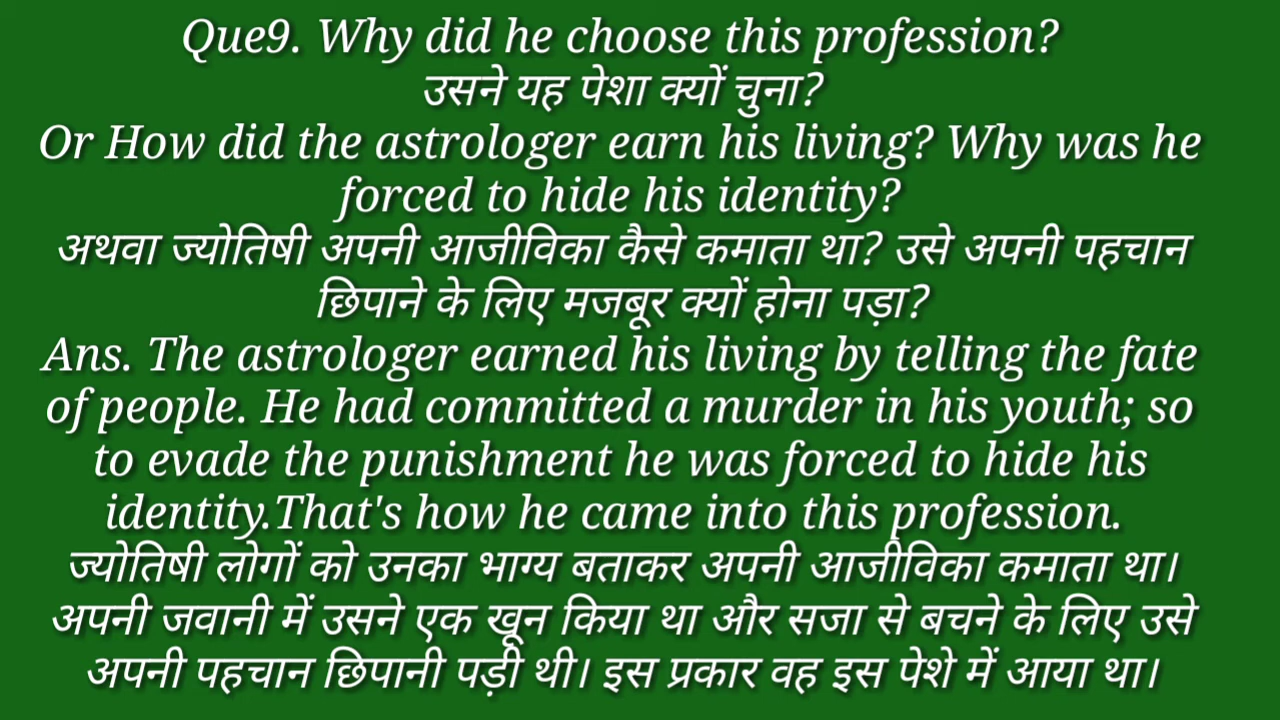 Que9. Why did he choose this profession?
उसने यह पेशा क्यों चुना?
Or How did the astrologer earn his living? Why was he
forced to hide his identity?
अथवा ज्योतिषी अपनी आजीविका कैसे कमाता था? उसे अपनी पहचान
छिपाने के लिए मजबूर क्यों होना पड़ा?
Ans. The astrologer earned his living by telling the fate
of people. He had committed a murder in his youth; so
to evade the punishment he was forced to hide his
identity.That's how he came into this profession.
ज्योतिषी लोगों को उनका भाग्य बताकर अपनी आजीविका कमाता था।
अपनी जवानी में उसने एक खून किया था और सजा से बचने के लिए उसे
अपनी पहचान छिपानी पड़ी थी। इस प्रकार वह इस पेशे में आया था।